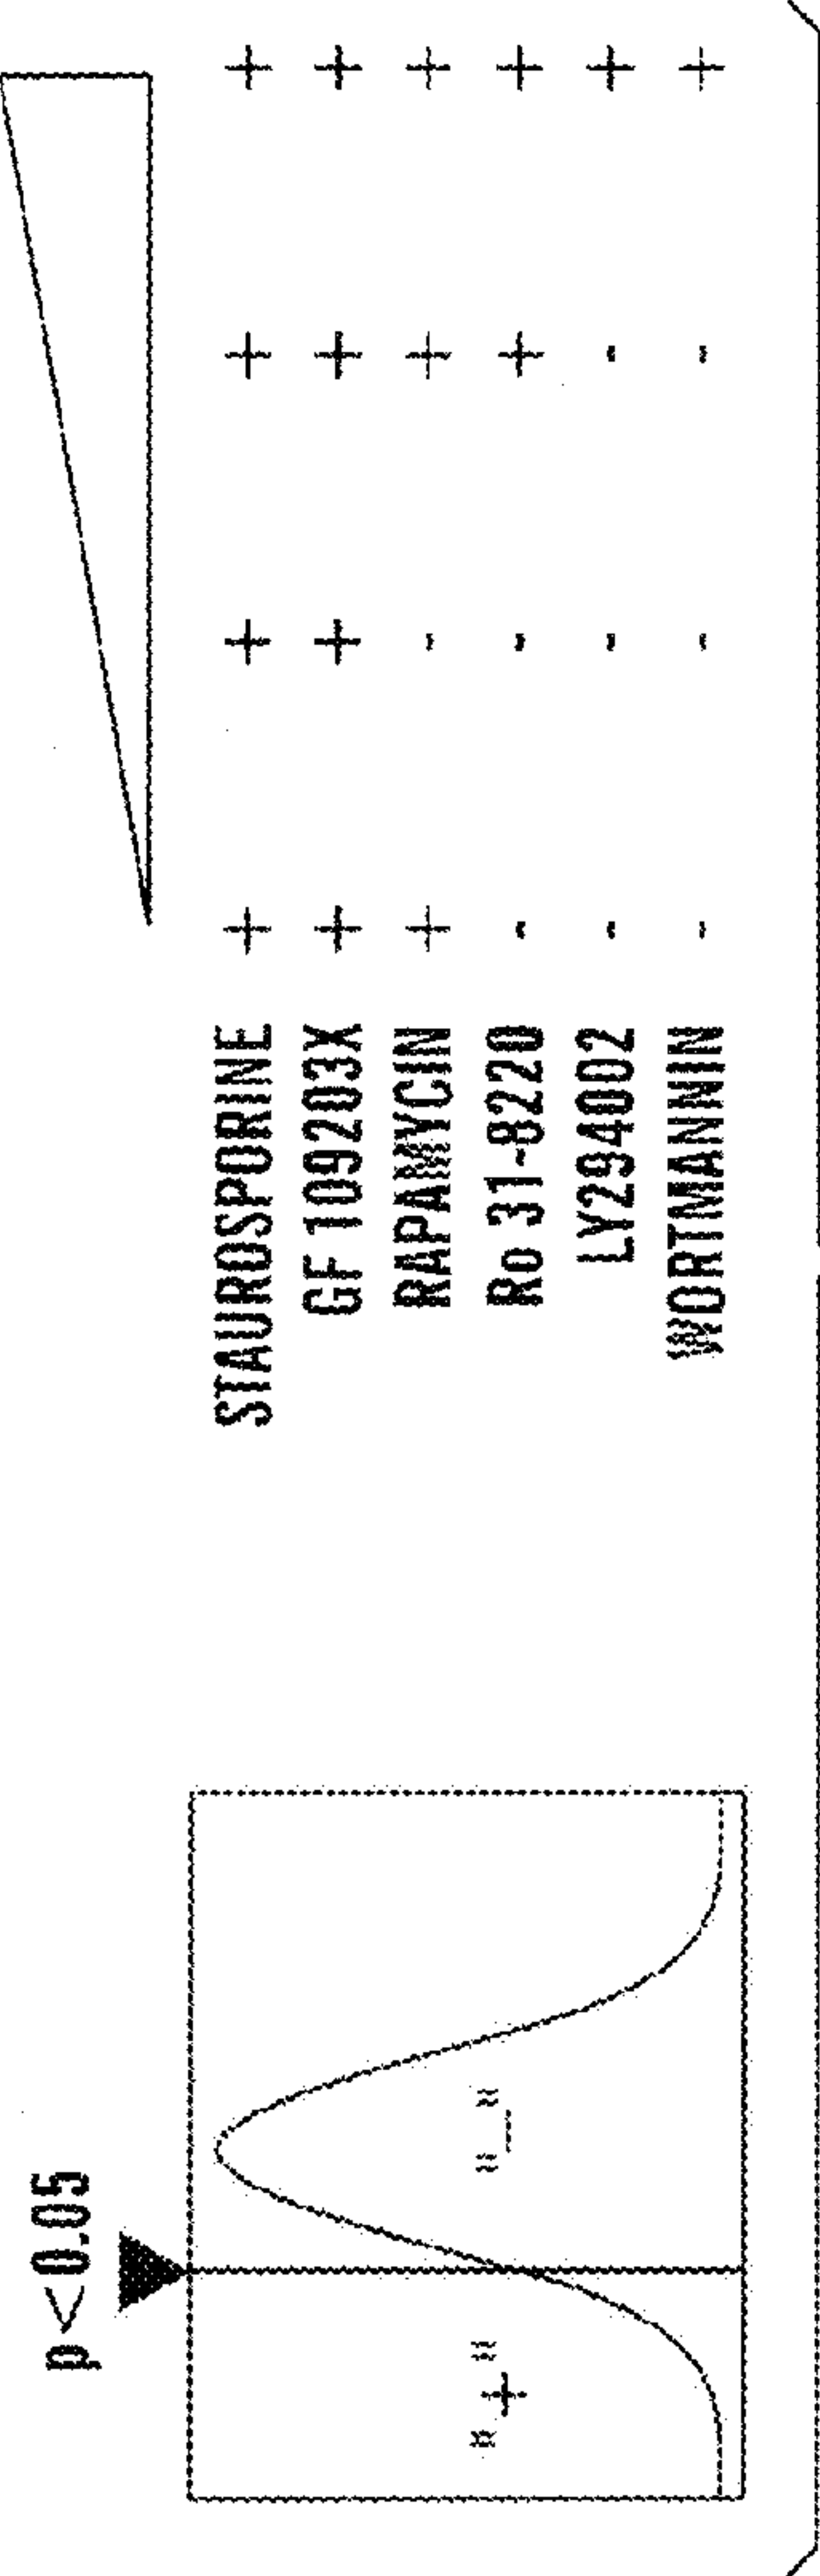 p<0.05
"+" "-"
STAUROSPORINE + + + +
GF 109203X + + + +
RAPAMYCIN + - + +
Ro 31-8220 - - + +
LY294002 - - - +
WORTMANNIN - - - +